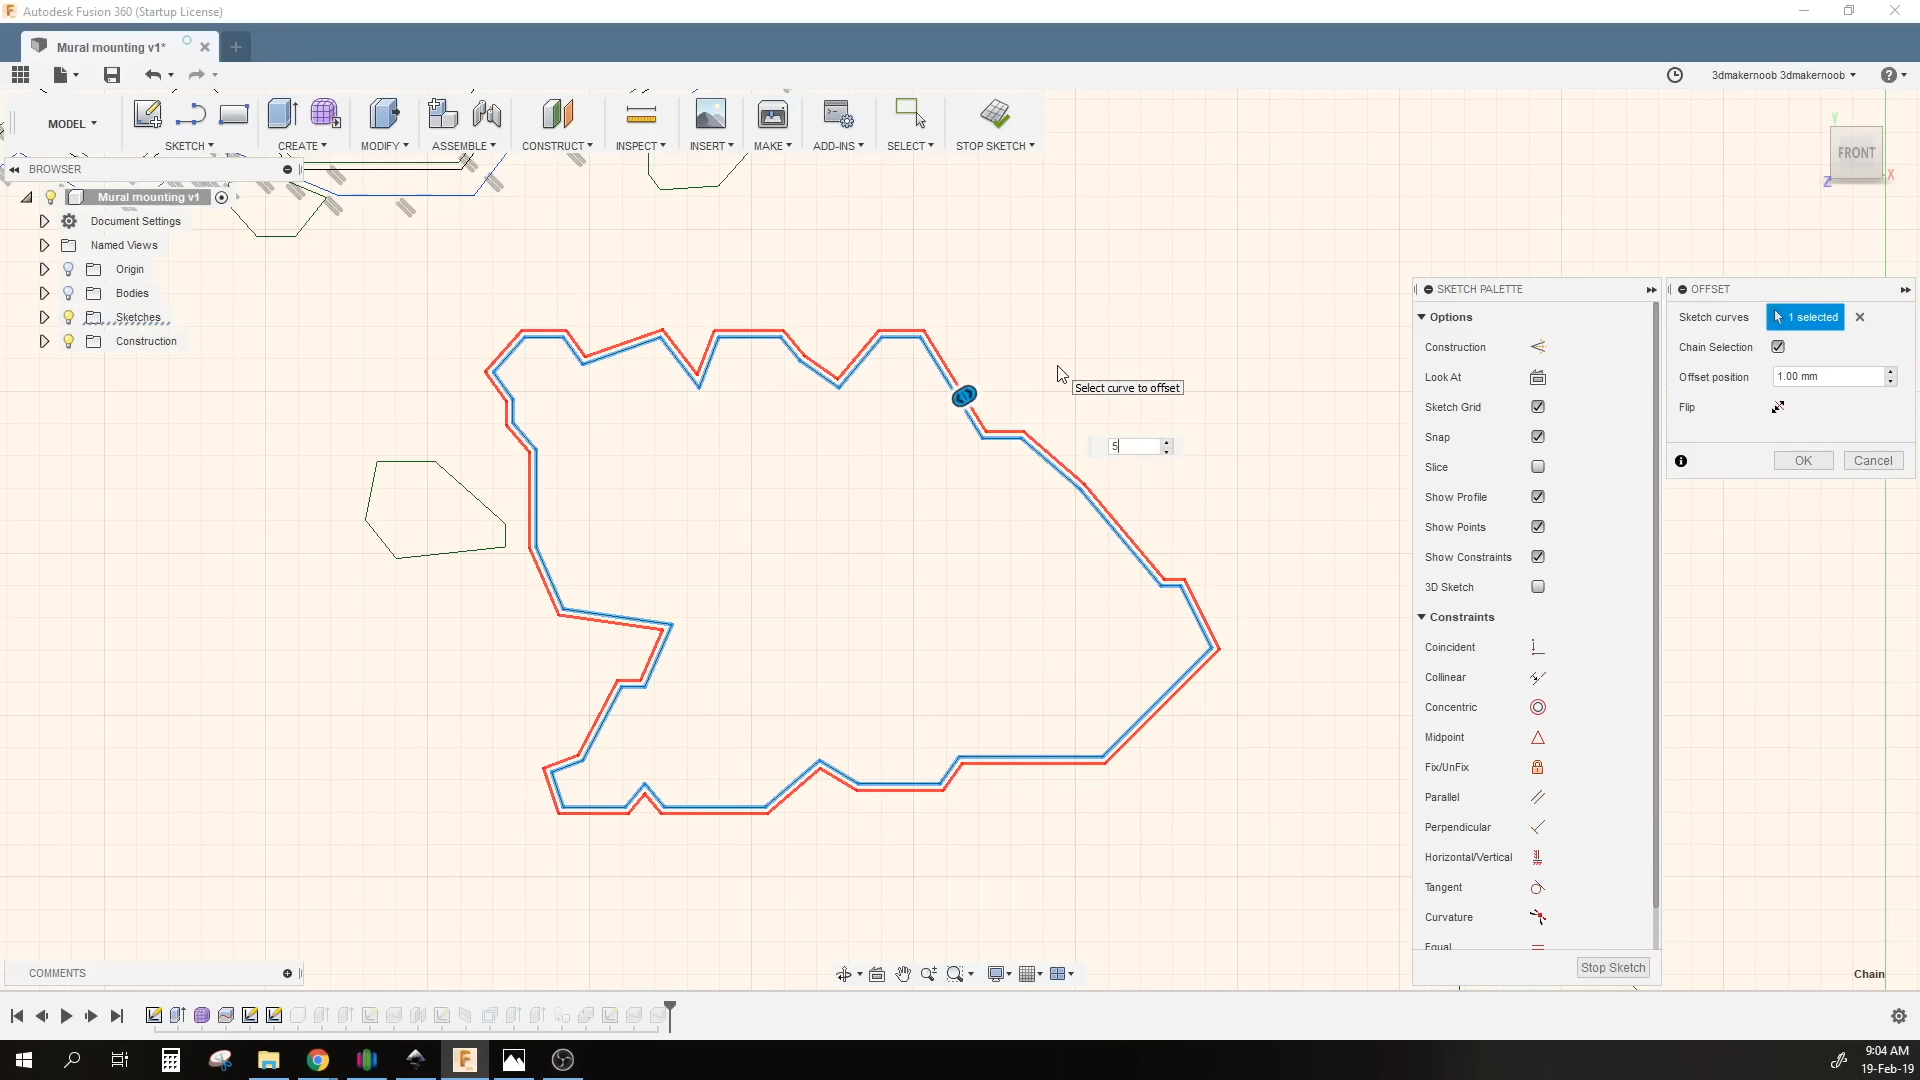 Autodesk Fusion 360 (Startup License)
Mural mounting v1*
3dmakernoob 3dmakernoob
MODEL
SKETCH
CREATE
MODIFY
ASSEMBLE
CONSTRUCT
INSPECT
INSERT
MAKE
ADD-INS
SELECT
STOP SKETCH
Y
FRONT
X
Z
BROWSER
Mural mounting v1
Document Settings
Named Views
Origin
Bodies
Sketches
Construction
Select curve to offset
5
SKETCH PALETTE
Options
Construction
Look At
Sketch Grid
Snap
Slice
Show Profile
Show Points
Show Constraints
3D Sketch
Constraints
Coincident
Collinear
Concentric
Midpoint
Fix/UnFix
Parallel
Perpendicular
Horizontal/Vertical
Tangent
Curvature
Equal
Stop Sketch
OFFSET
Sketch curves 1 selected
Chain Selection
Offset position 1.00 mm
Flip
OK Cancel
COMMENTS
Chain
9:04 AM
19-Feb-19